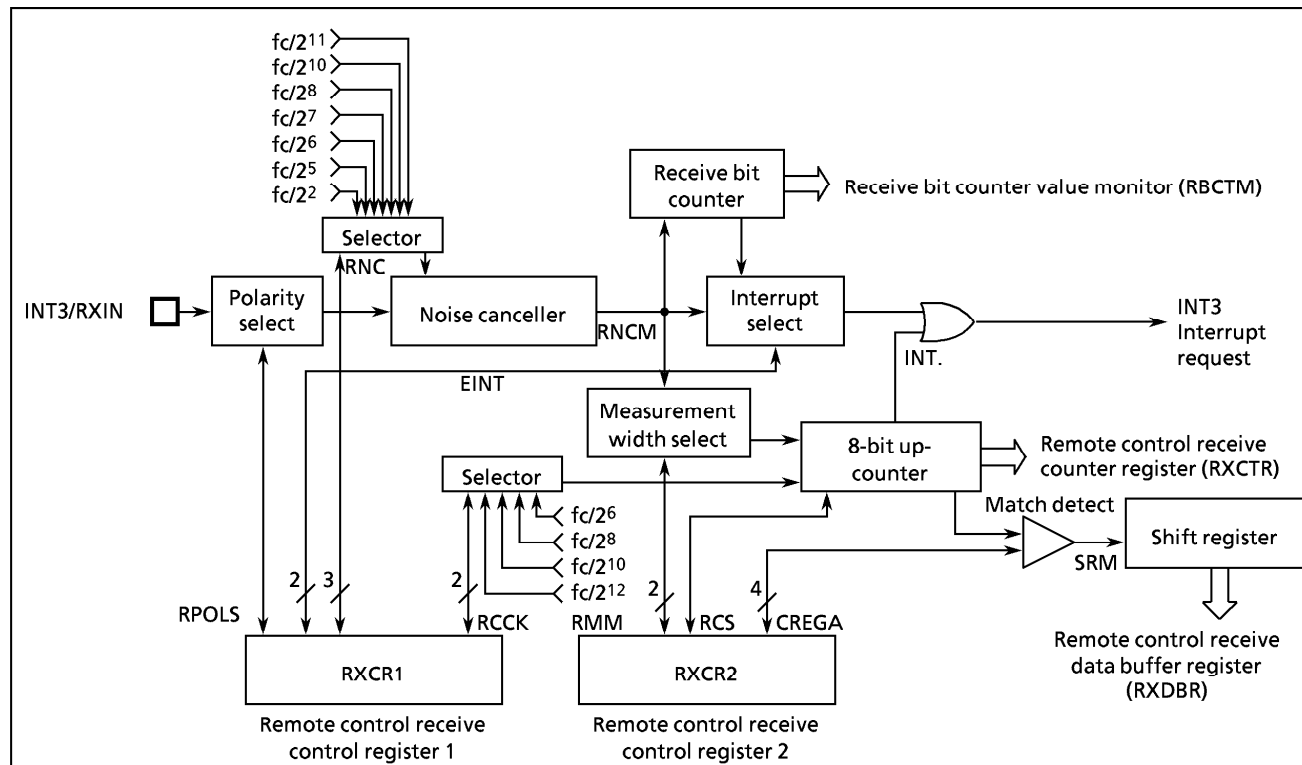 fc/2¹¹
fc/2¹⁰
fc/2⁸
fc/2⁷
fc/2⁶
fc/2⁵
fc/2²
Selector
RNC
Receive bit
counter
Receive bit counter value monitor (RBCTM)
INT3/RXIN
Polarity
select
Noise canceller
RNCM
Interrupt
select
INT3
Interrupt
request
INT.
EINT
Measurement
width select
8-bit up-
counter
Remote control receive
counter register (RXCTR)
Selector
fc/2⁶
fc/2⁸
fc/2¹⁰
fc/2¹²
Match detect
Shift register
SRM
2
3
2
2
4
RPOLS
RCCK
RMM
RCS
CREGA
RXCR1
RXCR2
Remote control receive
data buffer register
(RXDBR)
Remote control receive
control register 1
Remote control receive
control register 2